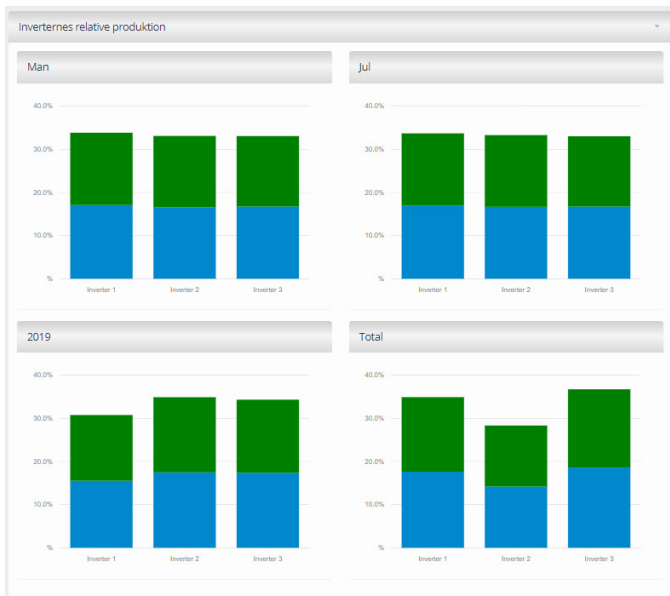 Inverternes relative produktion
Man
40.0%
30.0%
20.0%
10.0%
%
Inverter 1 Inverter 2 Inverter 3
Jul
40.0%
30.0%
20.0%
10.0%
%
Inverter 1 Inverter 2 Inverter 3
2019
40.0%
30.0%
20.0%
10.0%
%
Inverter 1 Inverter 2 Inverter 3
Total
40.0%
30.0%
20.0%
10.0%
%
Inverter 1 Inverter 2 Inverter 3